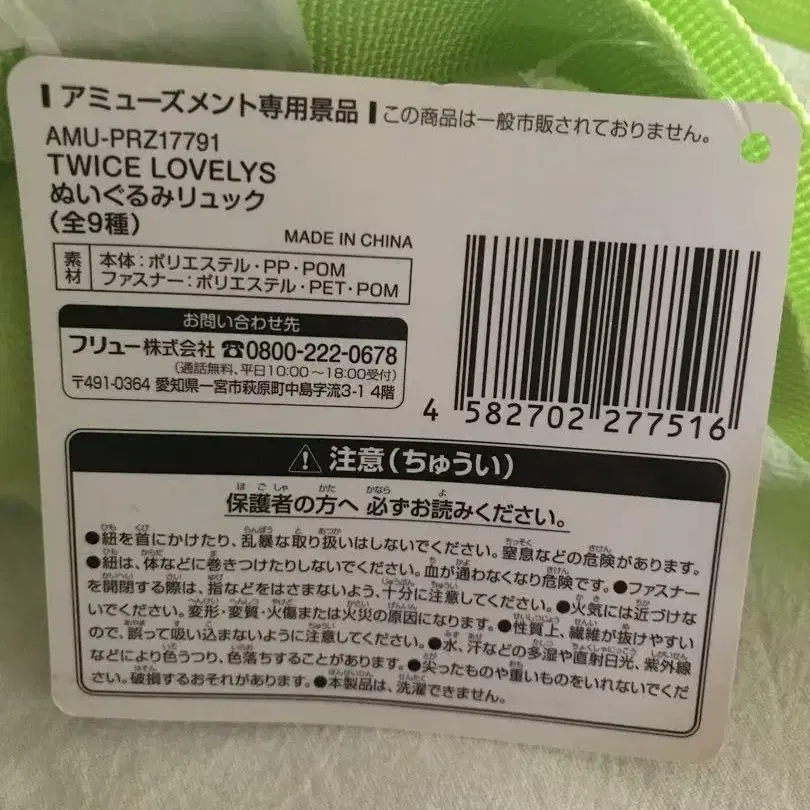 アミューズメント専用景品 この商品は一般市販されておりません。
AMU-PRZ17791
TWICE LOVELYS
ぬいぐるみリュック
(全9種)
MADE IN CHINA
素材 本体:ポリエステル・PP・POM
ファスナー:ポリエステル・PET・POM
お問い合わせ先
フリュー株式会社 ☎0800-222-0678
(通話無料、平日10:00~18:00受付)
〒491-0364 愛知県一宮市萩原町中島字流3-1 4階
4 582702 277516
注意(ちゅうい)
保護者の方へ 必ずお読みください。
●紐を首にかけたり、乱暴な取り扱いはしないでください。窒息などの危険があります。
●紐は、体などに巻きつけたりしないでください。血が通わなくなり危険です。●ファスナー
を開閉する際は、指などをはさまないよう、十分に注意してください。●火気には近づけな
いでください。変形・変質・火傷または火災の原因になります。●性質上、繊維が抜けやすい
ので、誤って吸い込まないように注意してください。●水、汗などの多湿や直射日光、紫外線
などにより色うつり、色落ちすることがあります。●尖ったものや重いものをいれないでくだ
さい。破損するおそれがあります。●本製品は、洗濯できません。